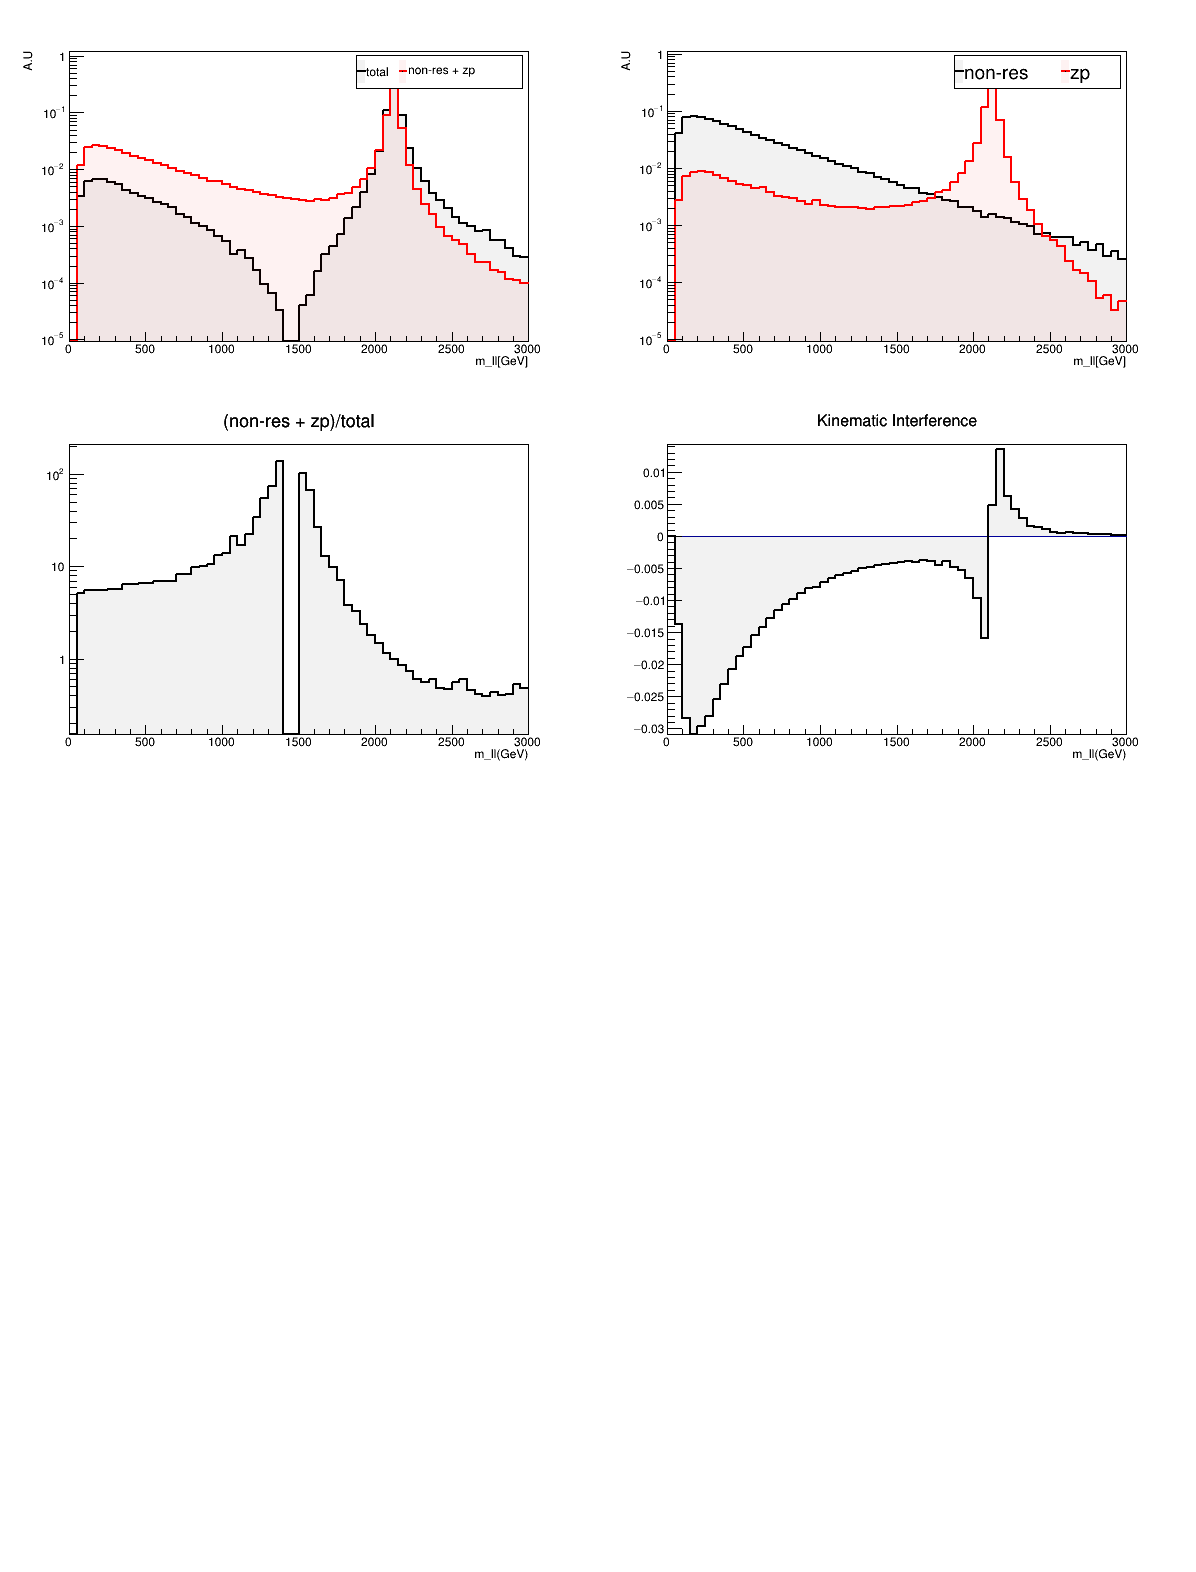 A.U
1
10⁻¹
10⁻²
10⁻³
10⁻⁴
10⁻⁵
0 500 1000 1500 2000 2500 3000
m_ll[GeV]
total non-res + zp
A.U
1
10⁻¹
10⁻²
10⁻³
10⁻⁴
10⁻⁵
0 500 1000 1500 2000 2500 3000
m_ll[GeV]
non-res zp
(non-res + zp)/total
10²
10
1
0 500 1000 1500 2000 2500 3000
m_ll(GeV)
Kinematic Interference
0.01
0.005
0
−0.005
−0.01
−0.015
−0.02
−0.025
−0.03
0 500 1000 1500 2000 2500 3000
m_ll(GeV)